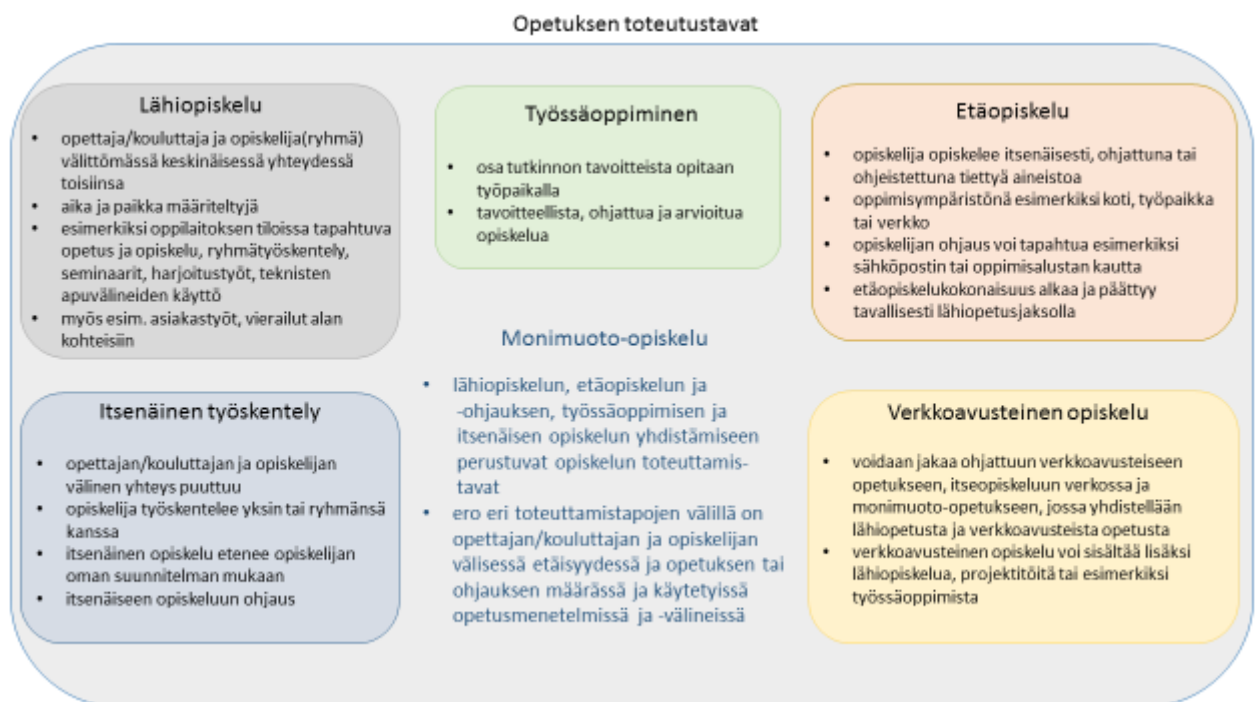 Opetuksen toteutustavat
Lähiopiskelu
• opettaja/kouluttaja ja opiskelija(ryhmä)
välittömässä keskinäisessä yhteydessä
toisiinsa
• aika ja paikka määriteltyjä
• esimerkiksi oppilaitoksen tiloissa tapahtuva
opetus ja opiskelu, ryhmätyöskentely,
seminaarit, harjoitustyöt, teknisten
apuvälineiden käyttö
• myös esim. asiakastyöt, vierailut alan
kohteisiin
Työssäoppiminen
• osa tutkinnon tavoitteista opitaan
työpaikalla
• tavoitteellista, ohjattua ja arvioitua
opiskelua
Etäopiskelu
• opiskelija opiskelee itsenäisesti, ohjattuna tai
ohjeistettuna tiettyä aineistoa
• oppimisympäristönä esimerkiksi koti, työpaikka
tai verkko
• opiskelijan ohjaus voi tapahtua esimerkiksi
sähköpostin tai oppimisalustan kautta
• etäopiskelukokonaisuus alkaa ja päättyy
tavallisesti lähiopetusjaksolla
Monimuoto-opiskelu
• lähiopiskelun, etäopiskelun ja
-ohjauksen, työssäoppimisen ja
itsenäisen opiskelun yhdistämiseen
perustuvat opiskelun toteuttamis-
tavat
• ero eri toteuttamistapojen välillä on
opettajan/kouluttajan ja opiskelijan
välisessä etäisyydessä ja opetuksen tai
ohjauksen määrässä ja käytetyissä
opetusmenetelmissä ja -välineissä
Itsenäinen työskentely
• opettajan/kouluttajan ja opiskelijan
välinen yhteys puuttuu
• opiskelija työskentelee yksin tai ryhmänsä
kanssa
• itsenäinen opiskelu etenee opiskelijan
oman suunnitelman mukaan
• itsenäiseen opiskeluun ohjaus
Verkkoavusteinen opiskelu
• voidaan jakaa ohjattuun verkkoavusteiseen
opetukseen, itseopiskeluun verkossa ja
monimuoto-opetukseen, jossa yhdistellään
lähiopetusta ja verkkoavusteista opetusta
• verkkoavusteinen opiskelu voi sisältää lisäksi
lähiopiskelua, projektitöitä tai esimerkiksi
työssäoppimista